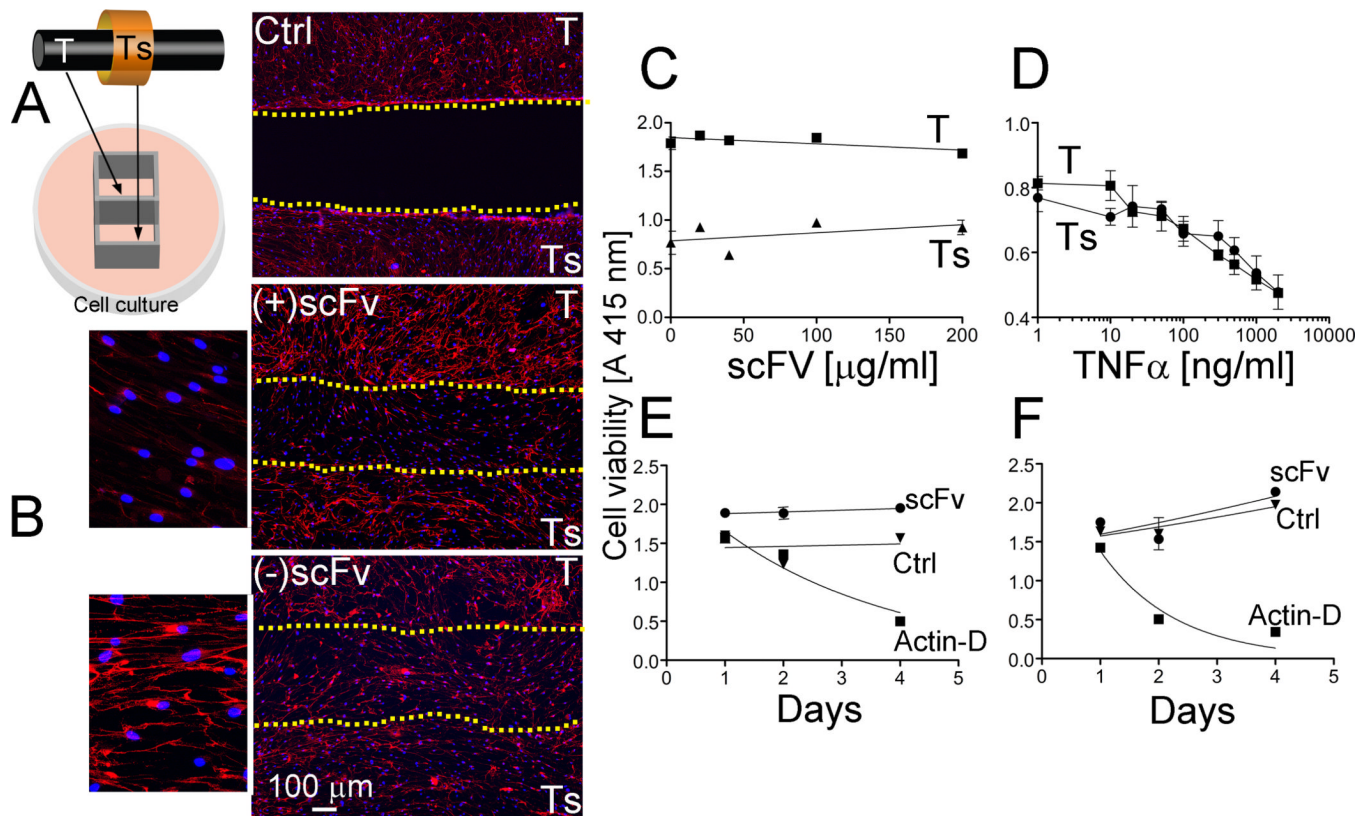 A
T
Ts
Cell culture
B
Ctrl
T
Ts
(+)scFv
T
Ts
(-)scFv
T
100 μm
Ts
Cell viability [A 415 nm]
C
2.0
1.5
1.0
0.5
0.0
T
Ts
0
50
100
150
200
scFV [μg/ml]
D
1.0
0.8
0.6
0.4
T
Ts
1
10
100
1000
10000
TNFα [ng/ml]
E
2.5
2.0
1.5
1.0
0.5
0.0
scFv
Ctrl
Actin-D
0
1
2
3
4
5
Days
F
2.5
2.0
1.5
1.0
0.5
0.0
scFv
Ctrl
Actin-D
0
1
2
3
4
5
Days